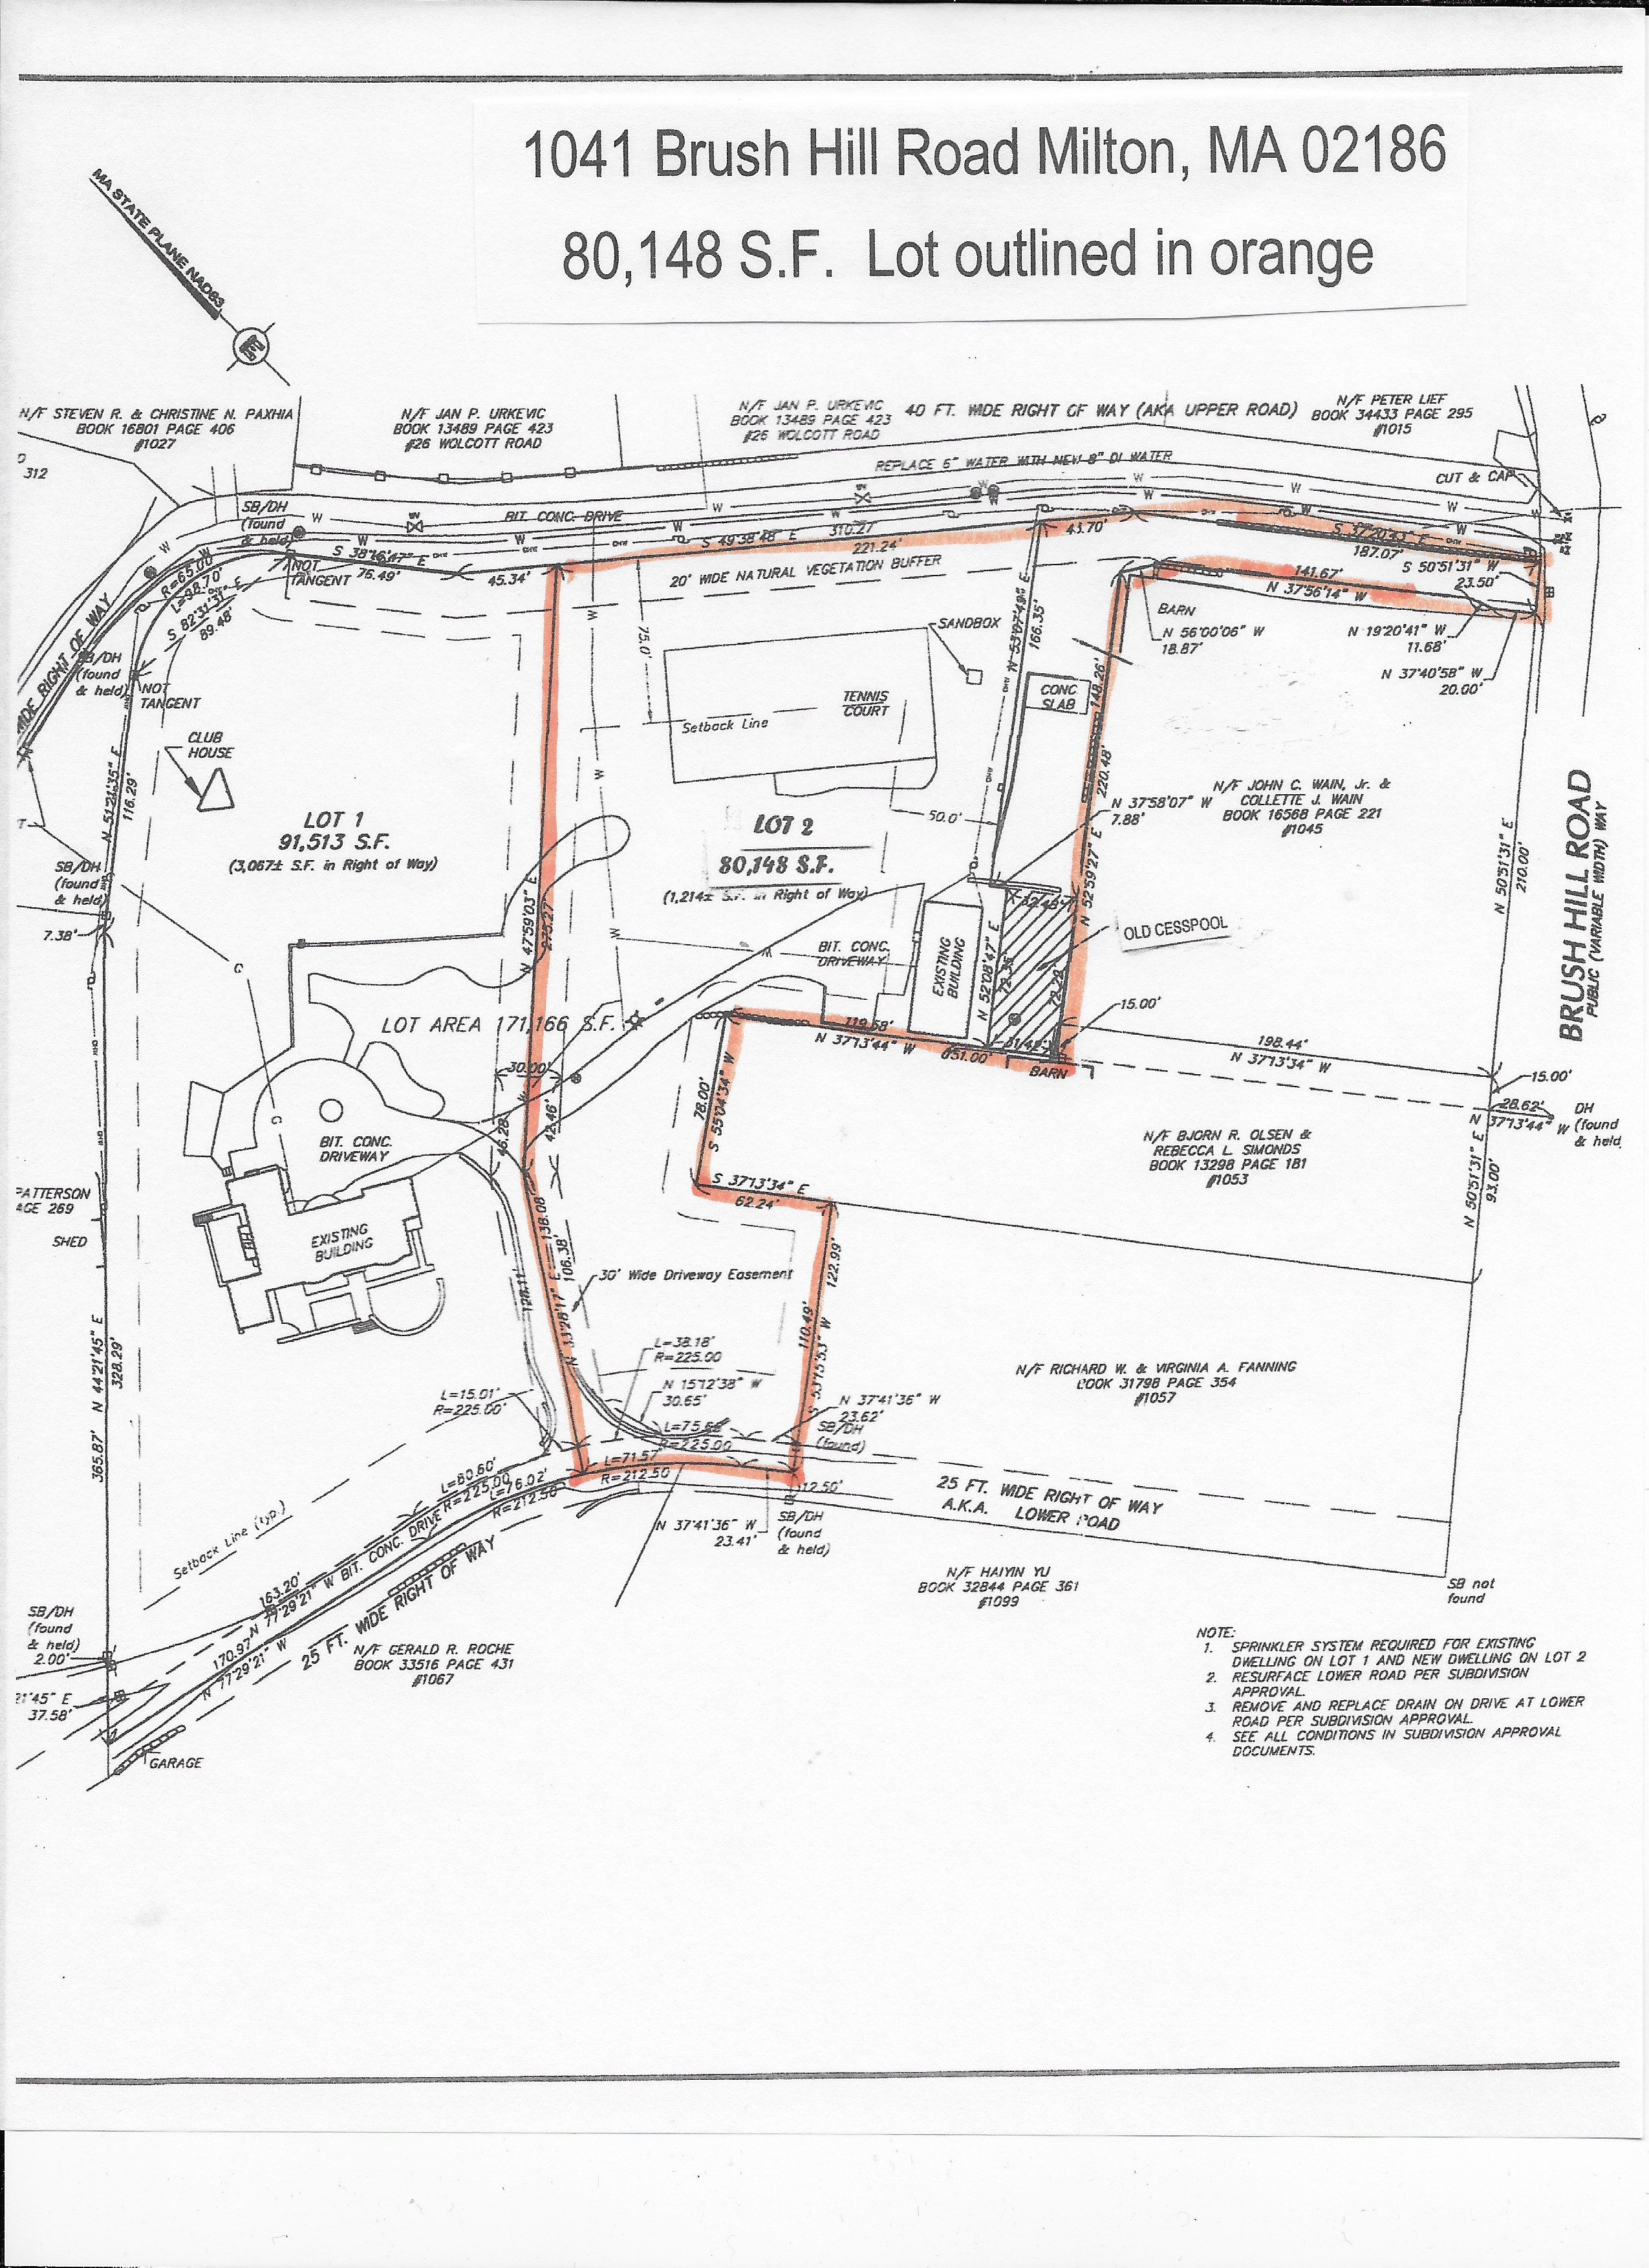 1041 Brush Hill Road Milton, MA 02186
80,148 S.F. Lot outlined in orange
MA STATE PLANE NAD83
N/F STEVEN R. & CHRISTINE N. PAXHIA
BOOK 16801 PAGE 406
#1027
N/F JAN P. URKEVIC
BOOK 13489 PAGE 423
#26 WOLCOTT ROAD
N/F JAN P. URKEVIC
BOOK 13489 PAGE 423
#26 WOLCOTT ROAD
40 FT. WIDE RIGHT OF WAY (AKA UPPER ROAD)
N/F PETER LIEF
BOOK 34433 PAGE 295
#1015
312
REPLACE 6" WATER WITH NEW 8" DI WATER
CUT & CAP
SB/DH
(found
& held)
BIT. CONC. DRIVE
S 38°16'47" E
76.49'
NOT
TANGENT
45.34'
S 49°38'48" E
310.27
221.24'
43.70'
S 37°20'43" E
187.07'
S 50°51'31" W
23.50'
20' WIDE NATURAL VEGETATION BUFFER
141.67'
N 37°56'14" W
R=65.00'
L=98.70'
S 82°31'31" E
89.48'
WIDE RIGHT OF WAY
SB/DH
(found
& held)
NOT
TANGENT
BARN
N 56°00'06" W
18.87'
N 19°20'41" W
11.68'
N 37°40'58" W
20.00'
SANDBOX
75.0'
N 53°07'49" E
166.35'
148.26'
CONC
SLAB
TENNIS
COURT
Setback Line
CLUB
HOUSE
N 51°21'35" E
116.29'
220.48'
N 52°59'27" E
N 37°58'07" W
7.88'
N/F JOHN C. WAIN, Jr. &
COLLETTE J. WAIN
BOOK 16568 PAGE 221
#1045
N 50°51'31" E
210.00'
BRUSH HILL ROAD
PUBLIC (VARIABLE WIDTH) WAY
LOT 1
91,513 S.F.
(3,067± S.F. in Right of Way)
LOT 2
80,148 S.F.
(1,214± S.F. in Right of Way)
50.0'
SB/DH
(found
& held)
7.38'
N 47°59'03" E
275.27'
32.48'
OLD CESSPOOL
BIT. CONC.
DRIVEWAY
EXISTING
BUILDING
N 52°08'47" E
72.35'
72.22'
LOT AREA 171,166 S.F.
119.58'
N 37°13'44" W
151.00'
31.42'
15.00'
BARN
198.44'
N 37°13'34" W
15.00'
28.62'
N 37°13'44" W
DH
(found
& held)
30.00'
46.28'
42.46'
78.00'
S 55°04'34" W
BIT. CONC.
DRIVEWAY
N/F BJORN R. OLSEN &
REBECCA L. SIMONDS
BOOK 13298 PAGE 181
#1053
N 50°51'31" E
93.00'
PATTERSON
AGE 269
SHED
S 37°13'34" E
62.24'
EXISTING
BUILDING
138.08'
106.38'
N 33°28'17" E
128.11'
30' Wide Driveway Easement
122.99'
110.49'
S 53°15'53" W
N 44°21'45" E
328.29'
365.87'
L=38.18'
R=225.00
N 15°12'38" W
30.65'
N/F RICHARD W. & VIRGINIA A. FANNING
BOOK 31798 PAGE 354
#1057
L=15.01'
R=225.00'
N 37°41'36" W
23.62'
SB/DH
(found)
R=225.00
L=71.57'
R=212.50
12.50'
L=80.60'
R=225.00
L=76.02'
R=212.50
BIT. CONC. DRIVE
25 FT. WIDE RIGHT OF WAY
A.K.A. LOWER ROAD
N 37°41'36" W
23.41'
SB/DH
(found
& held)
Setback Line (typ.)
163.20'
N 77°29'21" W
170.97'
N 77°29'21" W
25 FT. WIDE RIGHT OF WAY
N/F HAIYIN YU
BOOK 32844 PAGE 361
#1099
SB not
found
SB/DH
(found
& held)
2.00'
N/F GERALD R. ROCHE
BOOK 33516 PAGE 431
#1067
21'45" E
37.58'
GARAGE
NOTE:
1. SPRINKLER SYSTEM REQUIRED FOR EXISTING
DWELLING ON LOT 1 AND NEW DWELLING ON LOT 2
2. RESURFACE LOWER ROAD PER SUBDIVISION
APPROVAL.
3. REMOVE AND REPLACE DRAIN ON DRIVE AT LOWER
ROAD PER SUBDIVISION APPROVAL.
4. SEE ALL CONDITIONS IN SUBDIVISION APPROVAL
DOCUMENTS.